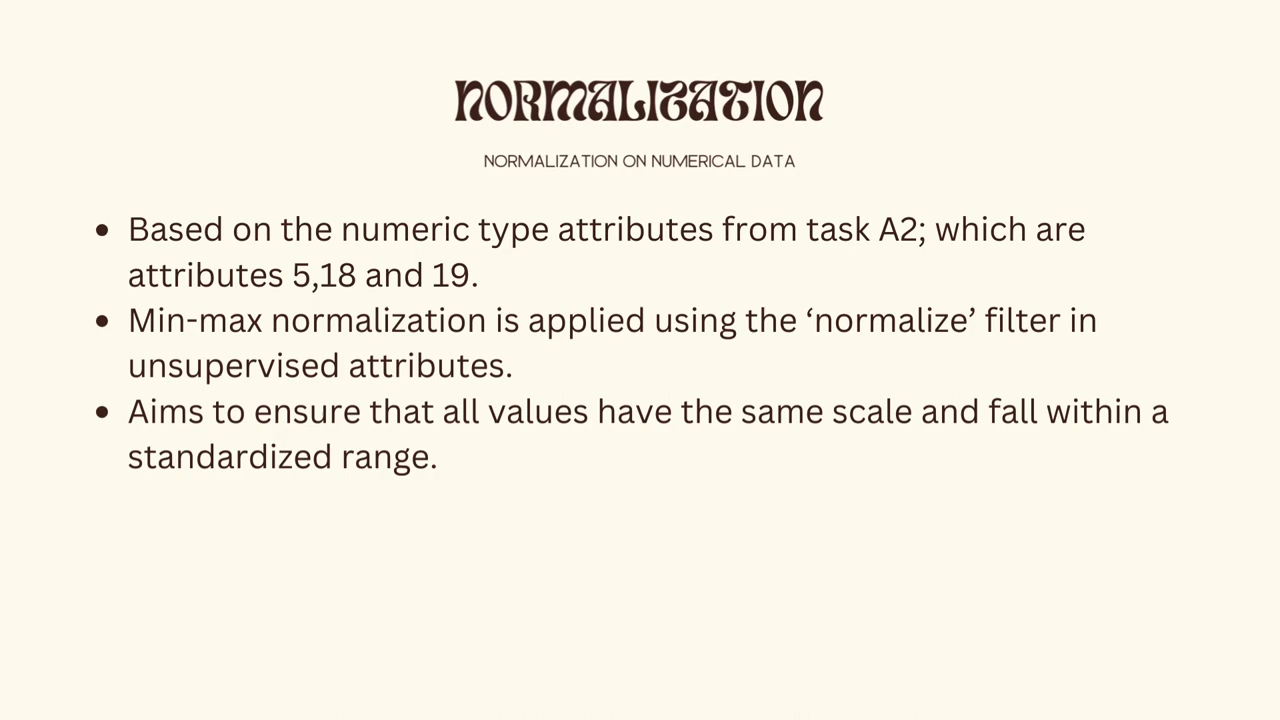 NORMALIZATION
NORMALIZATION ON NUMERICAL DATA
• Based on the numeric type attributes from task A2; which are
attributes 5,18 and 19.
• Min-max normalization is applied using the ‘normalize’ filter in
unsupervised attributes.
• Aims to ensure that all values have the same scale and fall within a
standardized range.